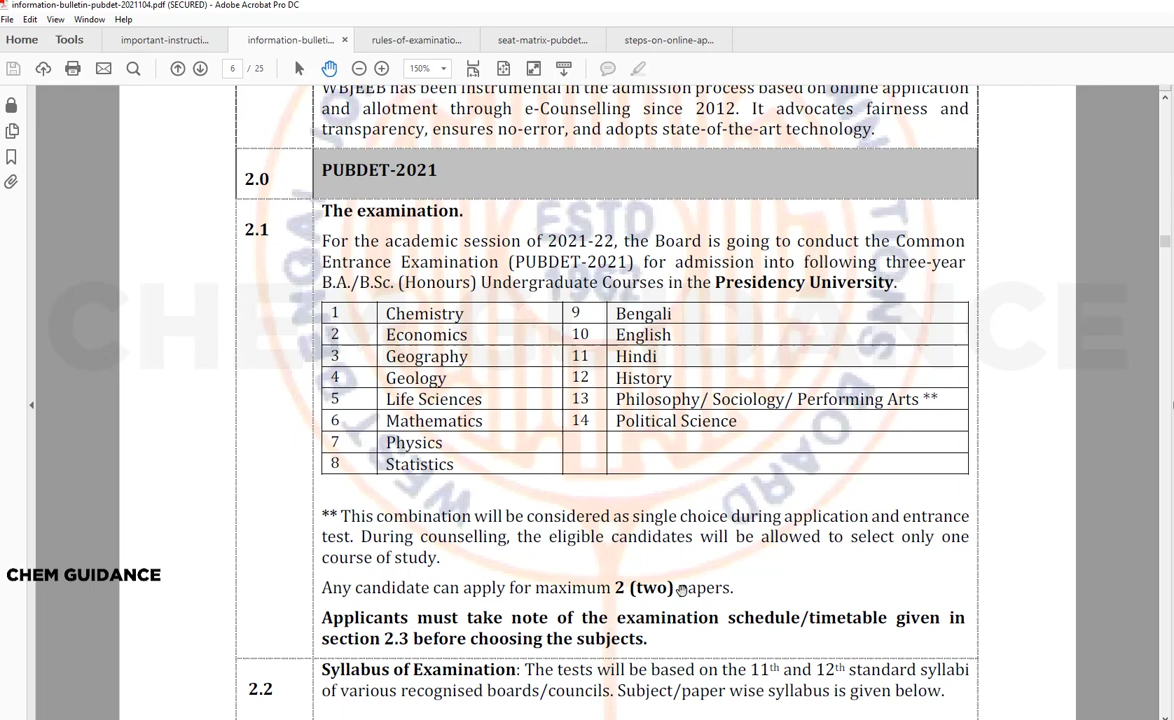 information-bulletin-pubdet-2021104.pdf (SECURED) - Adobe Acrobat Pro DC
File Edit View Window Help
Home Tools important-instructi... information-bulleti... × rules-of-examinatio... seat-matrix-pubdet... steps-on-online-ap...
6 / 25 150%
WBJEEB has been instrumental in the admission process based on online application
and allotment through e-Counselling since 2012. It advocates fairness and
transparency, ensures no-error, and adopts state-of-the-art technology.
2.0 PUBDET-2021
2.1 The examination.
For the academic session of 2021-22, the Board is going to conduct the Common
Entrance Examination (PUBDET-2021) for admission into following three-year
B.A./B.Sc. (Honours) Undergraduate Courses in the Presidency University.
1 Chemistry 9 Bengali
2 Economics 10 English
3 Geography 11 Hindi
4 Geology 12 History
5 Life Sciences 13 Philosophy/ Sociology/ Performing Arts **
6 Mathematics 14 Political Science
7 Physics
8 Statistics
** This combination will be considered as single choice during application and entrance
test. During counselling, the eligible candidates will be allowed to select only one
course of study.
Any candidate can apply for maximum 2 (two) papers.
Applicants must take note of the examination schedule/timetable given in
section 2.3 before choosing the subjects.
2.2 Syllabus of Examination: The tests will be based on the 11th and 12th standard syllabi
of various recognised boards/councils. Subject/paper wise syllabus is given below.
CHEM GUIDANCE
CHEM GUIDANCE
ESTD
1962